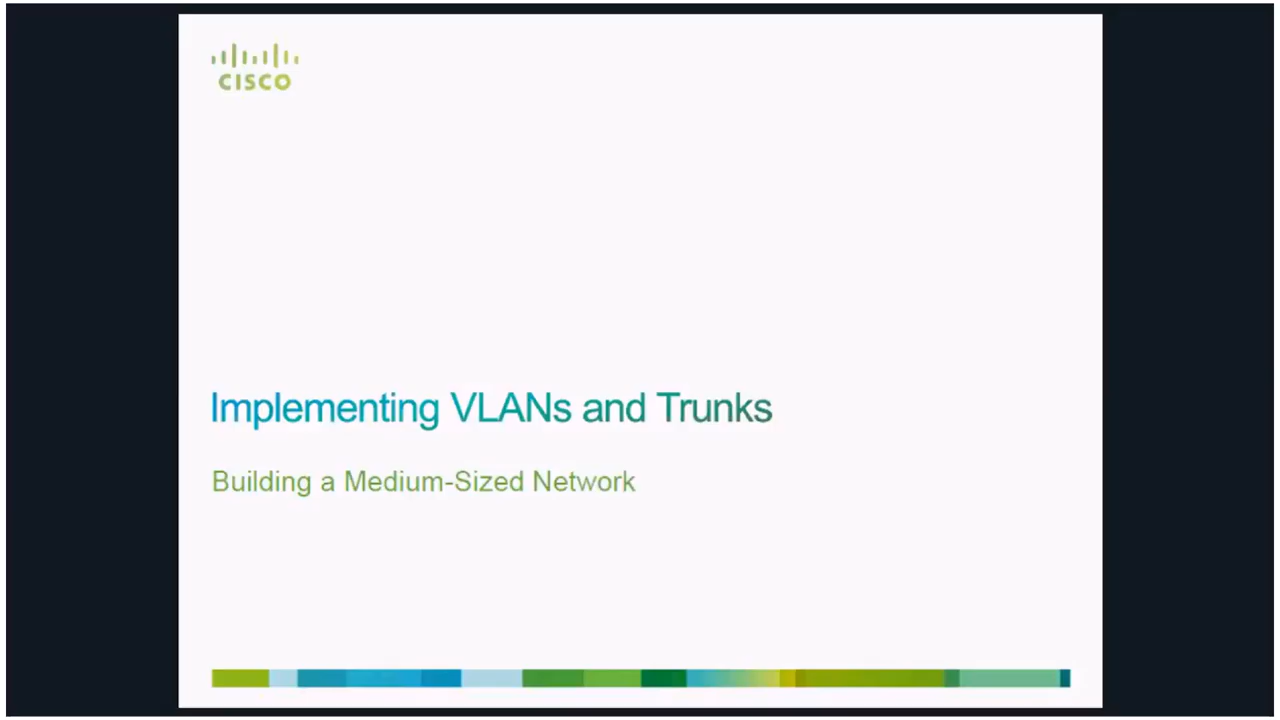 CISCO
Implementing VLANs and Trunks
Building a Medium-Sized Network